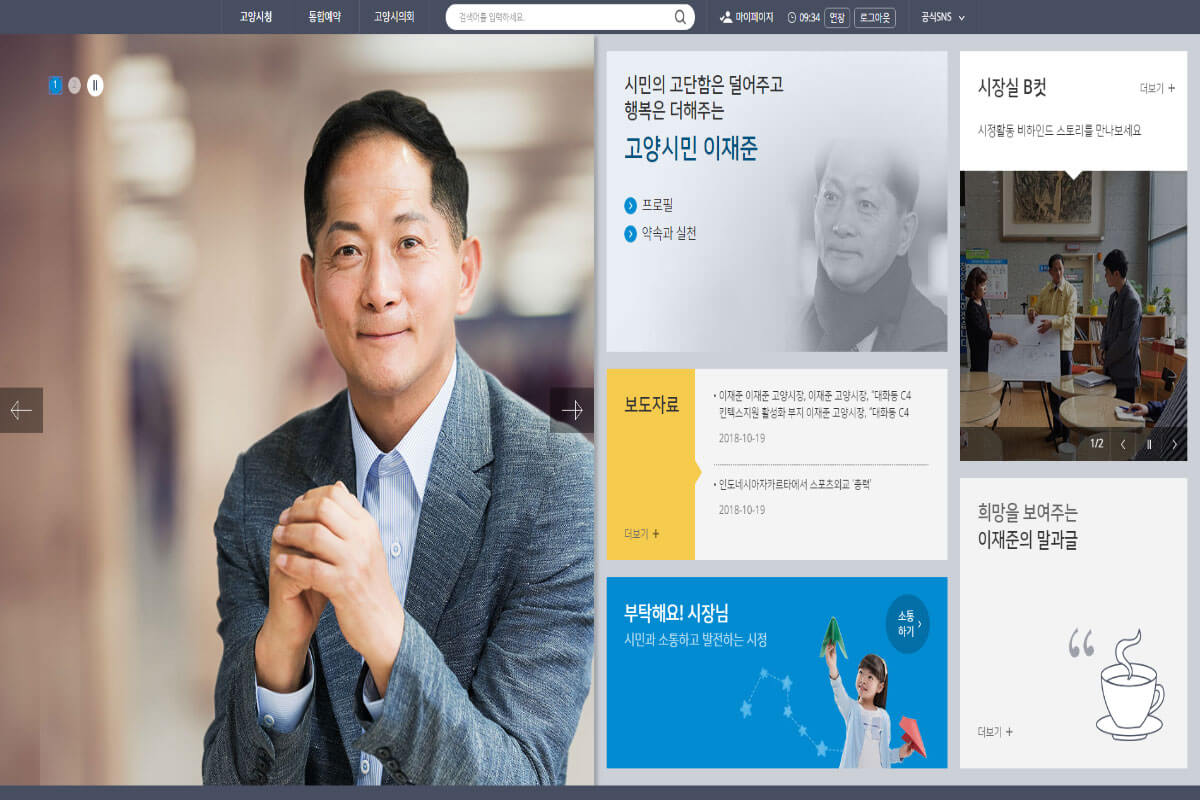 고양시청
통합예약
고양시의회
검색어를 입력하세요.
마이페이지
09:34
연장
로그아웃
공식SNS
1
2
시민의 고단함은 덜어주고
행복은 더해주는
고양시민 이재준
프로필
약속과 실천
시장실 B컷
더보기 +
시정활동 비하인드 스토리를 만나보세요
1/2
보도자료
더보기 +
• 이재준 이재준 고양시장, 이재준 고양시장, "대화동 C4
킨텍스지원 활성화 부지 이재준 고양시장, "대화동 C4
2018-10-19
• 인도네시아자카르타에서 스포츠외교 '총력'
2018-10-19
희망을 보여주는
이재준의 말과글
더보기 +
부탁해요! 시장님
시민과 소통하고 발전하는 시정
소통
하기